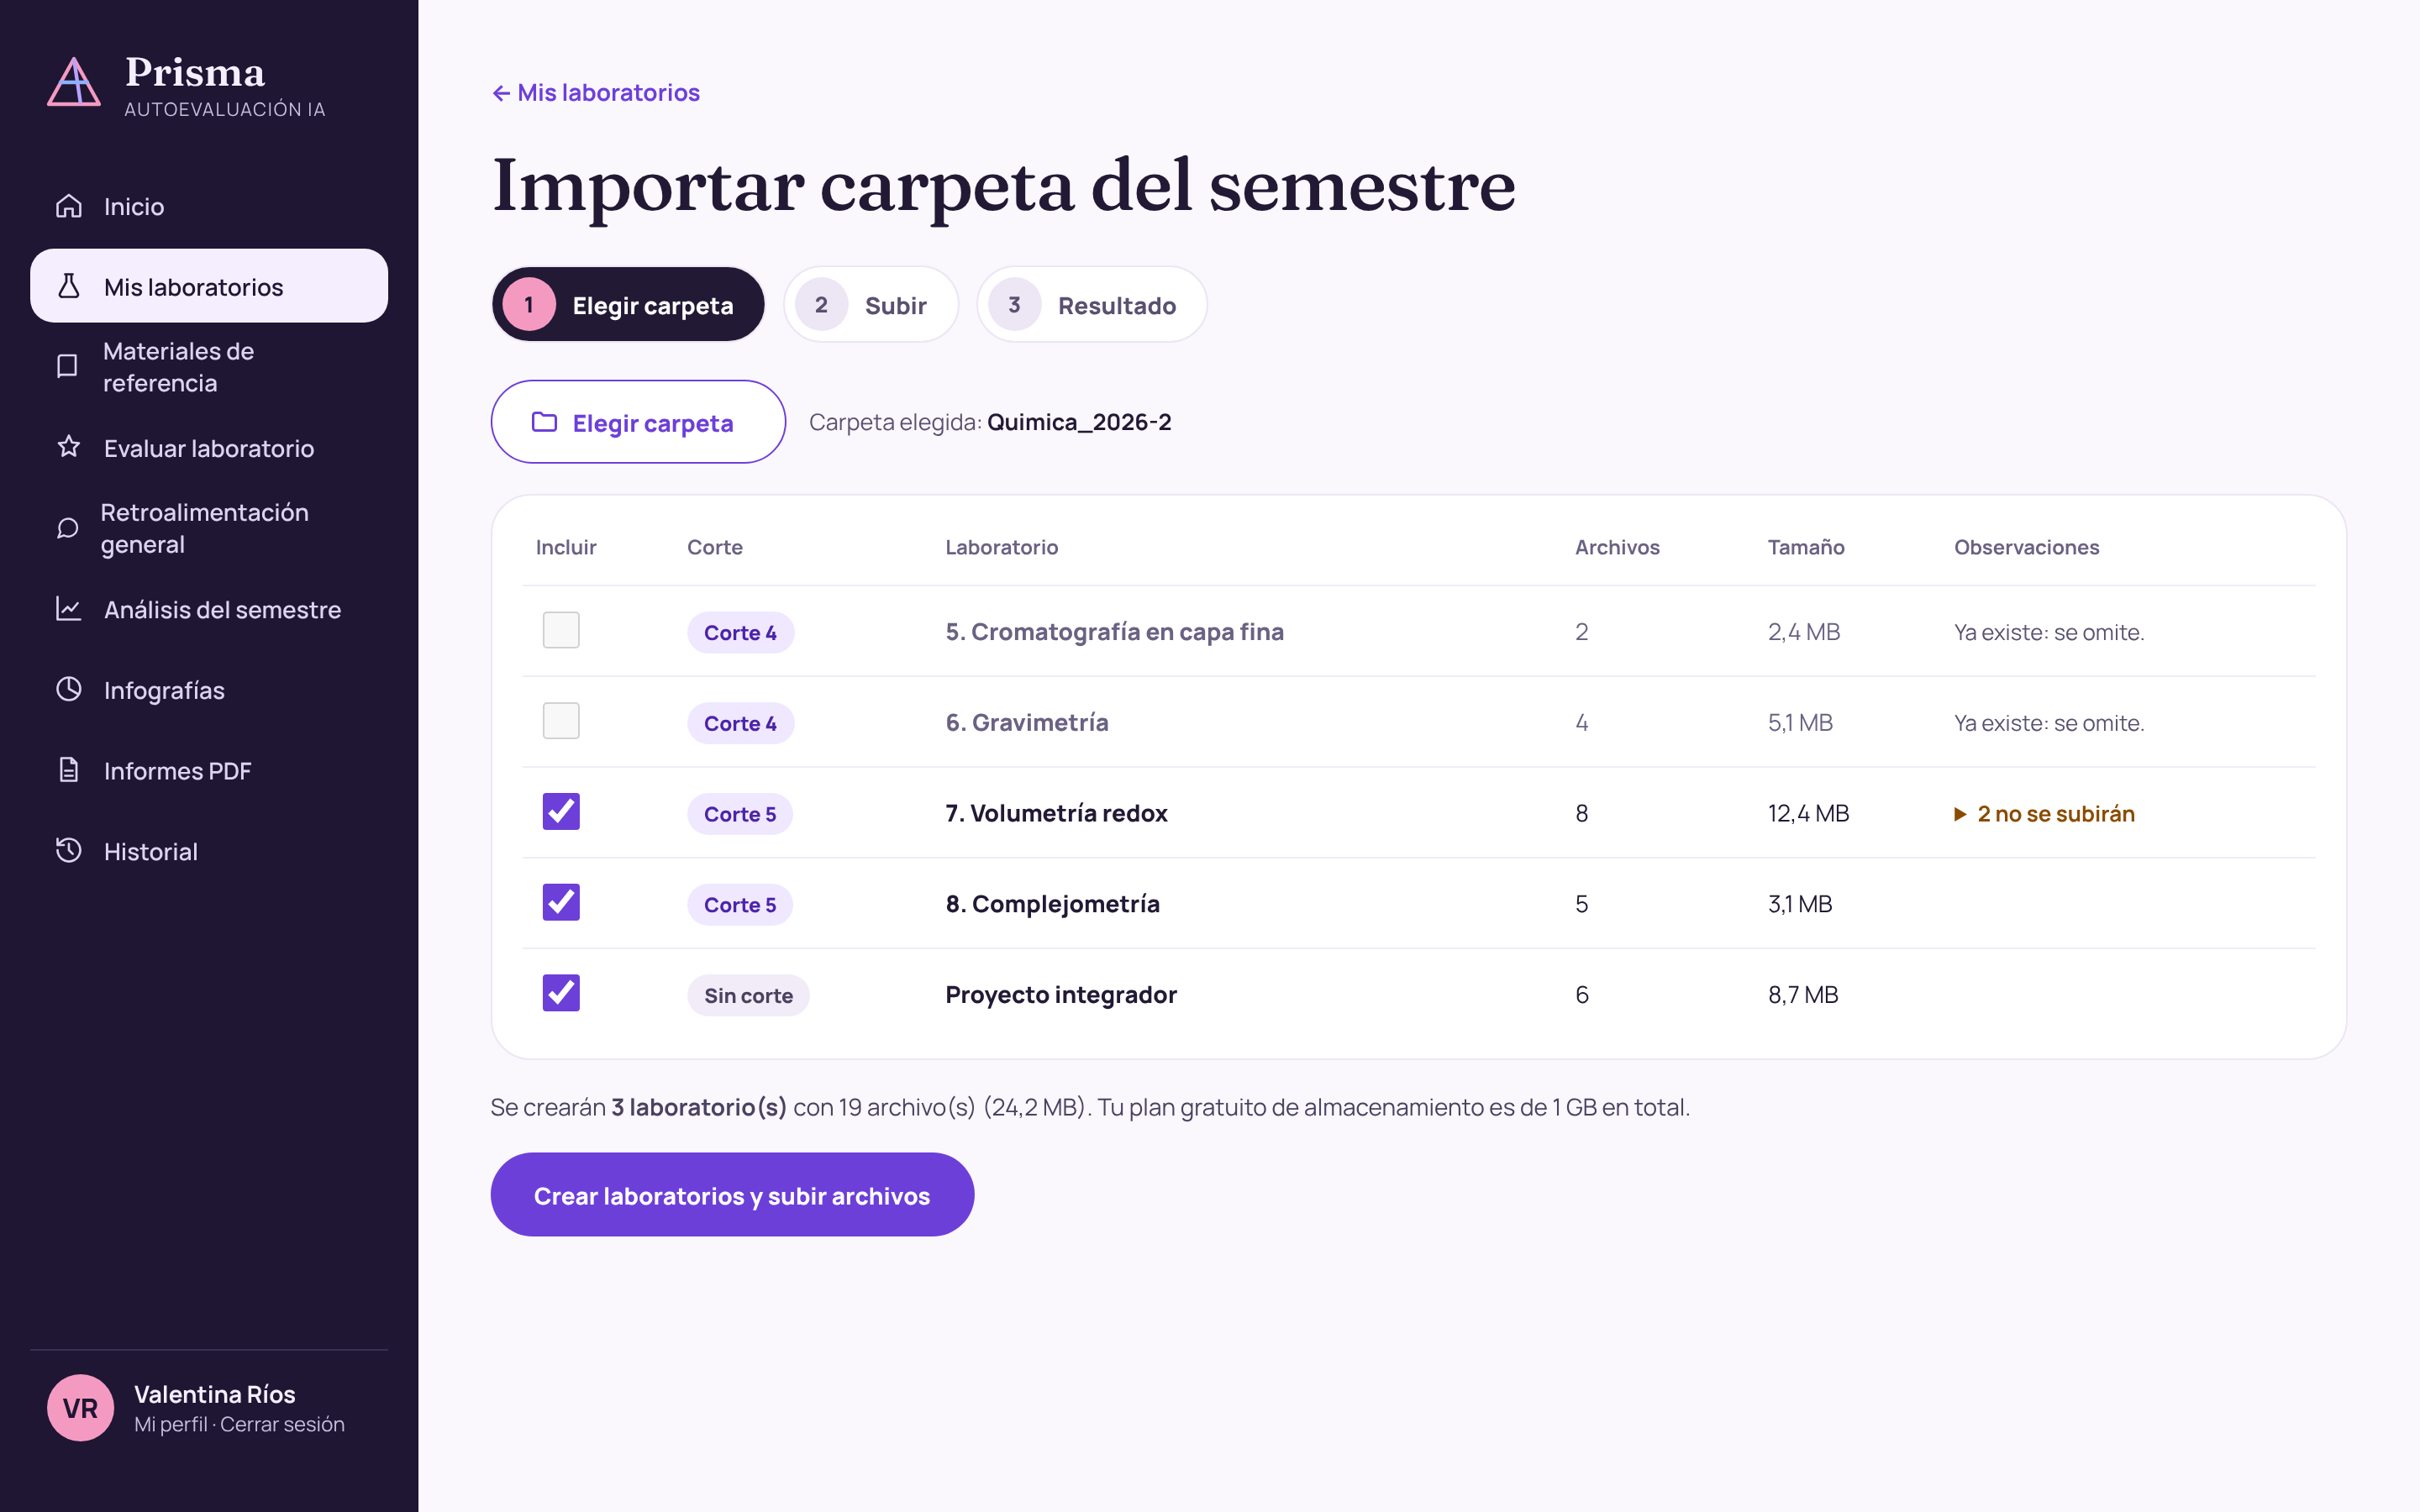 Prisma
AUTOEVALUACIÓN IA
Inicio
Mis laboratorios
Materiales de
referencia
Evaluar laboratorio
Retroalimentación
general
Análisis del semestre
Infografías
Informes PDF
Historial
VR
Valentina Ríos
Mi perfil · Cerrar sesión
← Mis laboratorios
Importar carpeta del semestre
1 Elegir carpeta 2 Subir 3 Resultado
Elegir carpeta Carpeta elegida: Quimica_2026-2
Incluir Corte Laboratorio Archivos Tamaño Observaciones
Corte 4 5. Cromatografía en capa fina 2 2,4 MB Ya existe: se omite.
Corte 4 6. Gravimetría 4 5,1 MB Ya existe: se omite.
Corte 5 7. Volumetría redox 8 12,4 MB ▶ 2 no se subirán
Corte 5 8. Complejometría 5 3,1 MB
Sin corte Proyecto integrador 6 8,7 MB
Se crearán 3 laboratorio(s) con 19 archivo(s) (24,2 MB). Tu plan gratuito de almacenamiento es de 1 GB en total.
Crear laboratorios y subir archivos